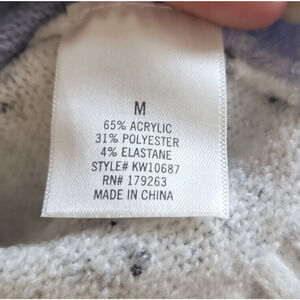 M
65% ACRYLIC
31% POLYESTER
4% ELASTANE
STYLE# KW10687
RN# 179263
MADE IN CHINA